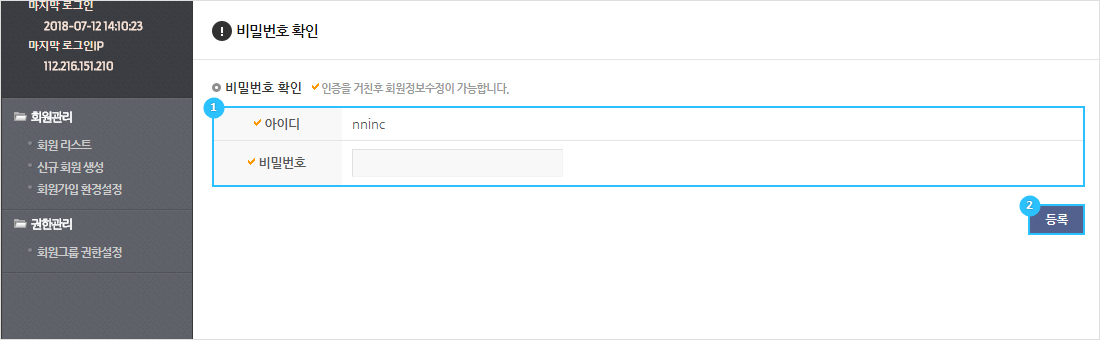 마지막 로그인
2018-07-12 14:10:23
마지막 로그인IP
112.216.151.210
회원관리
회원 리스트
신규 회원 생성
회원가입 환경설정
권한관리
회원그룹 권한설정
! 비밀번호 확인
비밀번호 확인 인증을 거친후 회원정보수정이 가능합니다.
1
아이디 nninc
비밀번호
2
등록